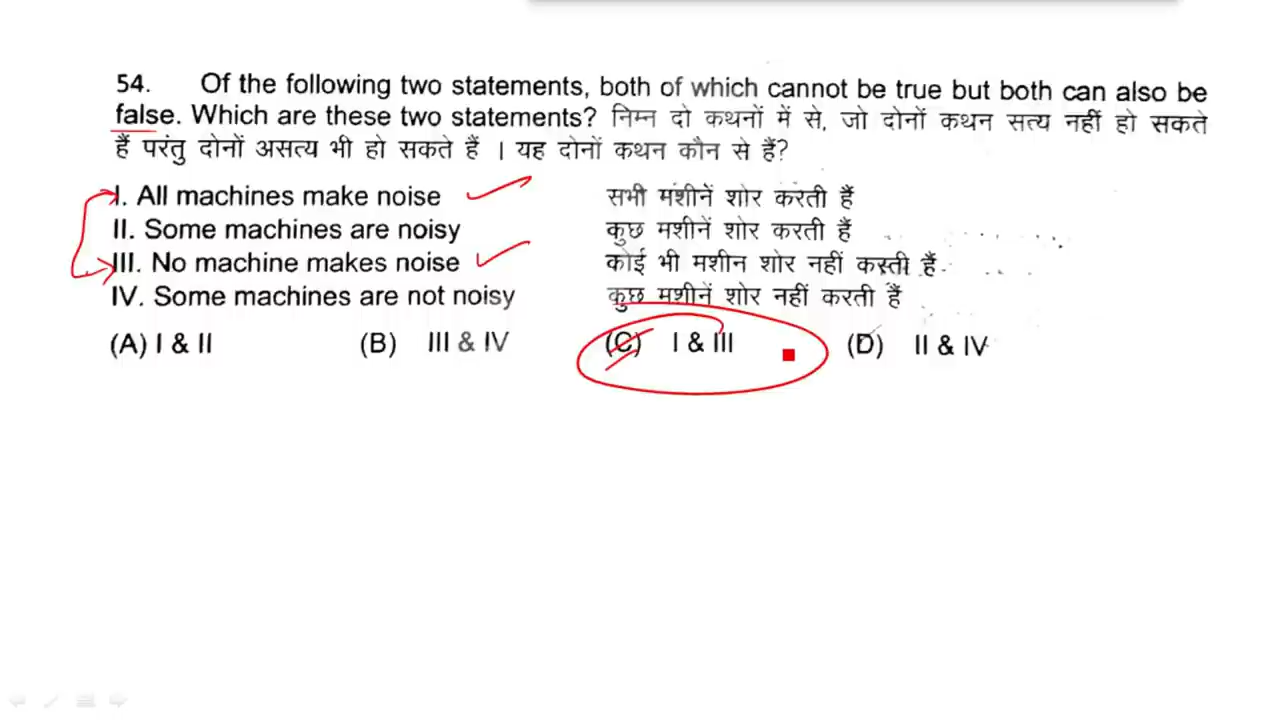 54. Of the following two statements, both of which cannot be true but both can also be
false. Which are these two statements? निम्न दो कथनों में से, जो दोनों कथन सत्य नहीं हो सकते
हैं परंतु दोनों असत्य भी हो सकते हैं । यह दोनों कथन कौन से हैं?
I. All machines make noise सभी मशीनें शोर करती हैं
II. Some machines are noisy कुछ मशीनें शोर करती हैं
III. No machine makes noise कोई भी मशीन शोर नहीं करती हैं
IV. Some machines are not noisy कुछ मशीनें शोर नहीं करती हैं
(A) I & II (B) III & IV (C) I & III (D) II & IV